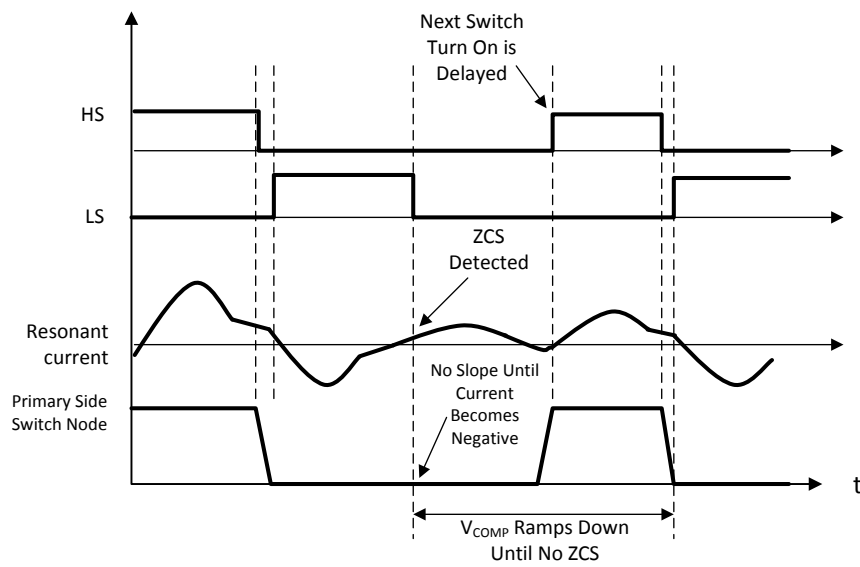 Next Switch
Turn On is
Delayed
HS
LS
ZCS
Detected
Resonant
current
No Slope Until
Current
Becomes
Negative
Primary Side
Switch Node
t
VCOMP Ramps Down
Until No ZCS